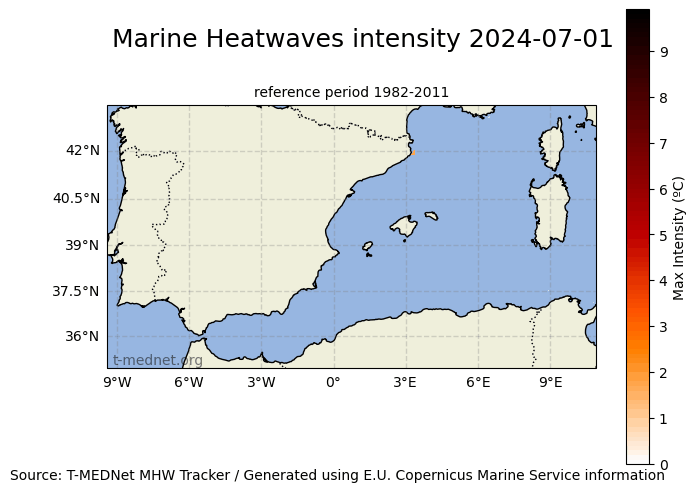 Marine Heatwaves intensity 2024-07-01
reference period 1982-2011
42°N
40.5°N
39°N
37.5°N
36°N
t-mednet.org
9°W 6°W 3°W 0° 3°E 6°E 9°E
9
8
7
6
5
4
3
2
1
0
Max Intensity (ºC)
Source: T-MEDNet MHW Tracker / Generated using E.U. Copernicus Marine Service information